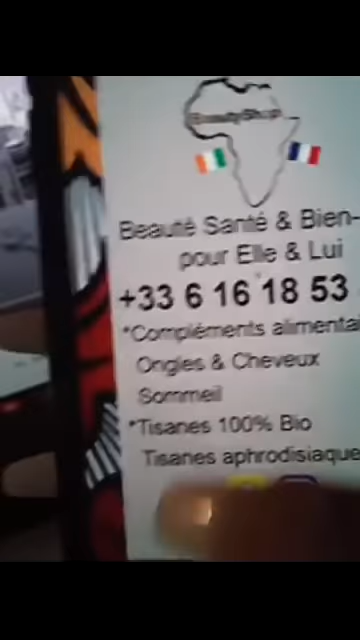 BeautyShop
Beauté Santé & Bien-
pour Elle & Lui
+33 6 16 18 53
*Compléments alimentai
Ongles & Cheveux
Sommeil
*Tisanes 100% Bio
Tisanes aphrodisiaque